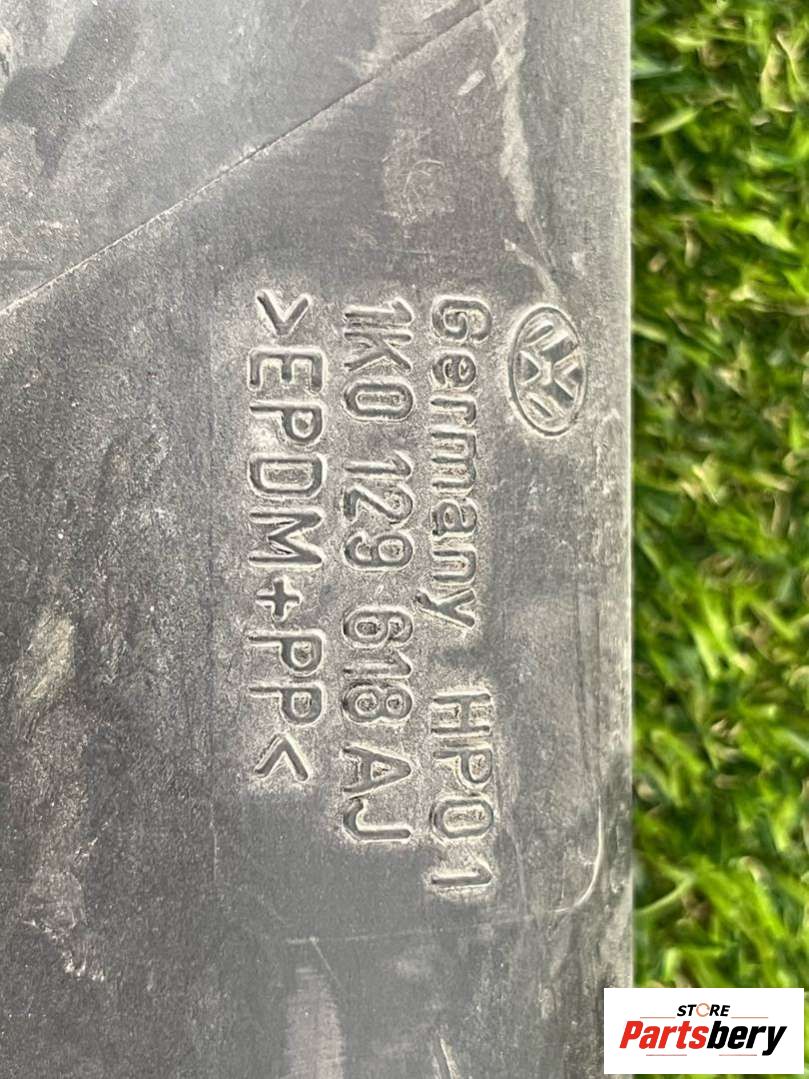 Germany HP01
1K0 129 618 AJ
>EPDM+PP<
STORE
Partsbery